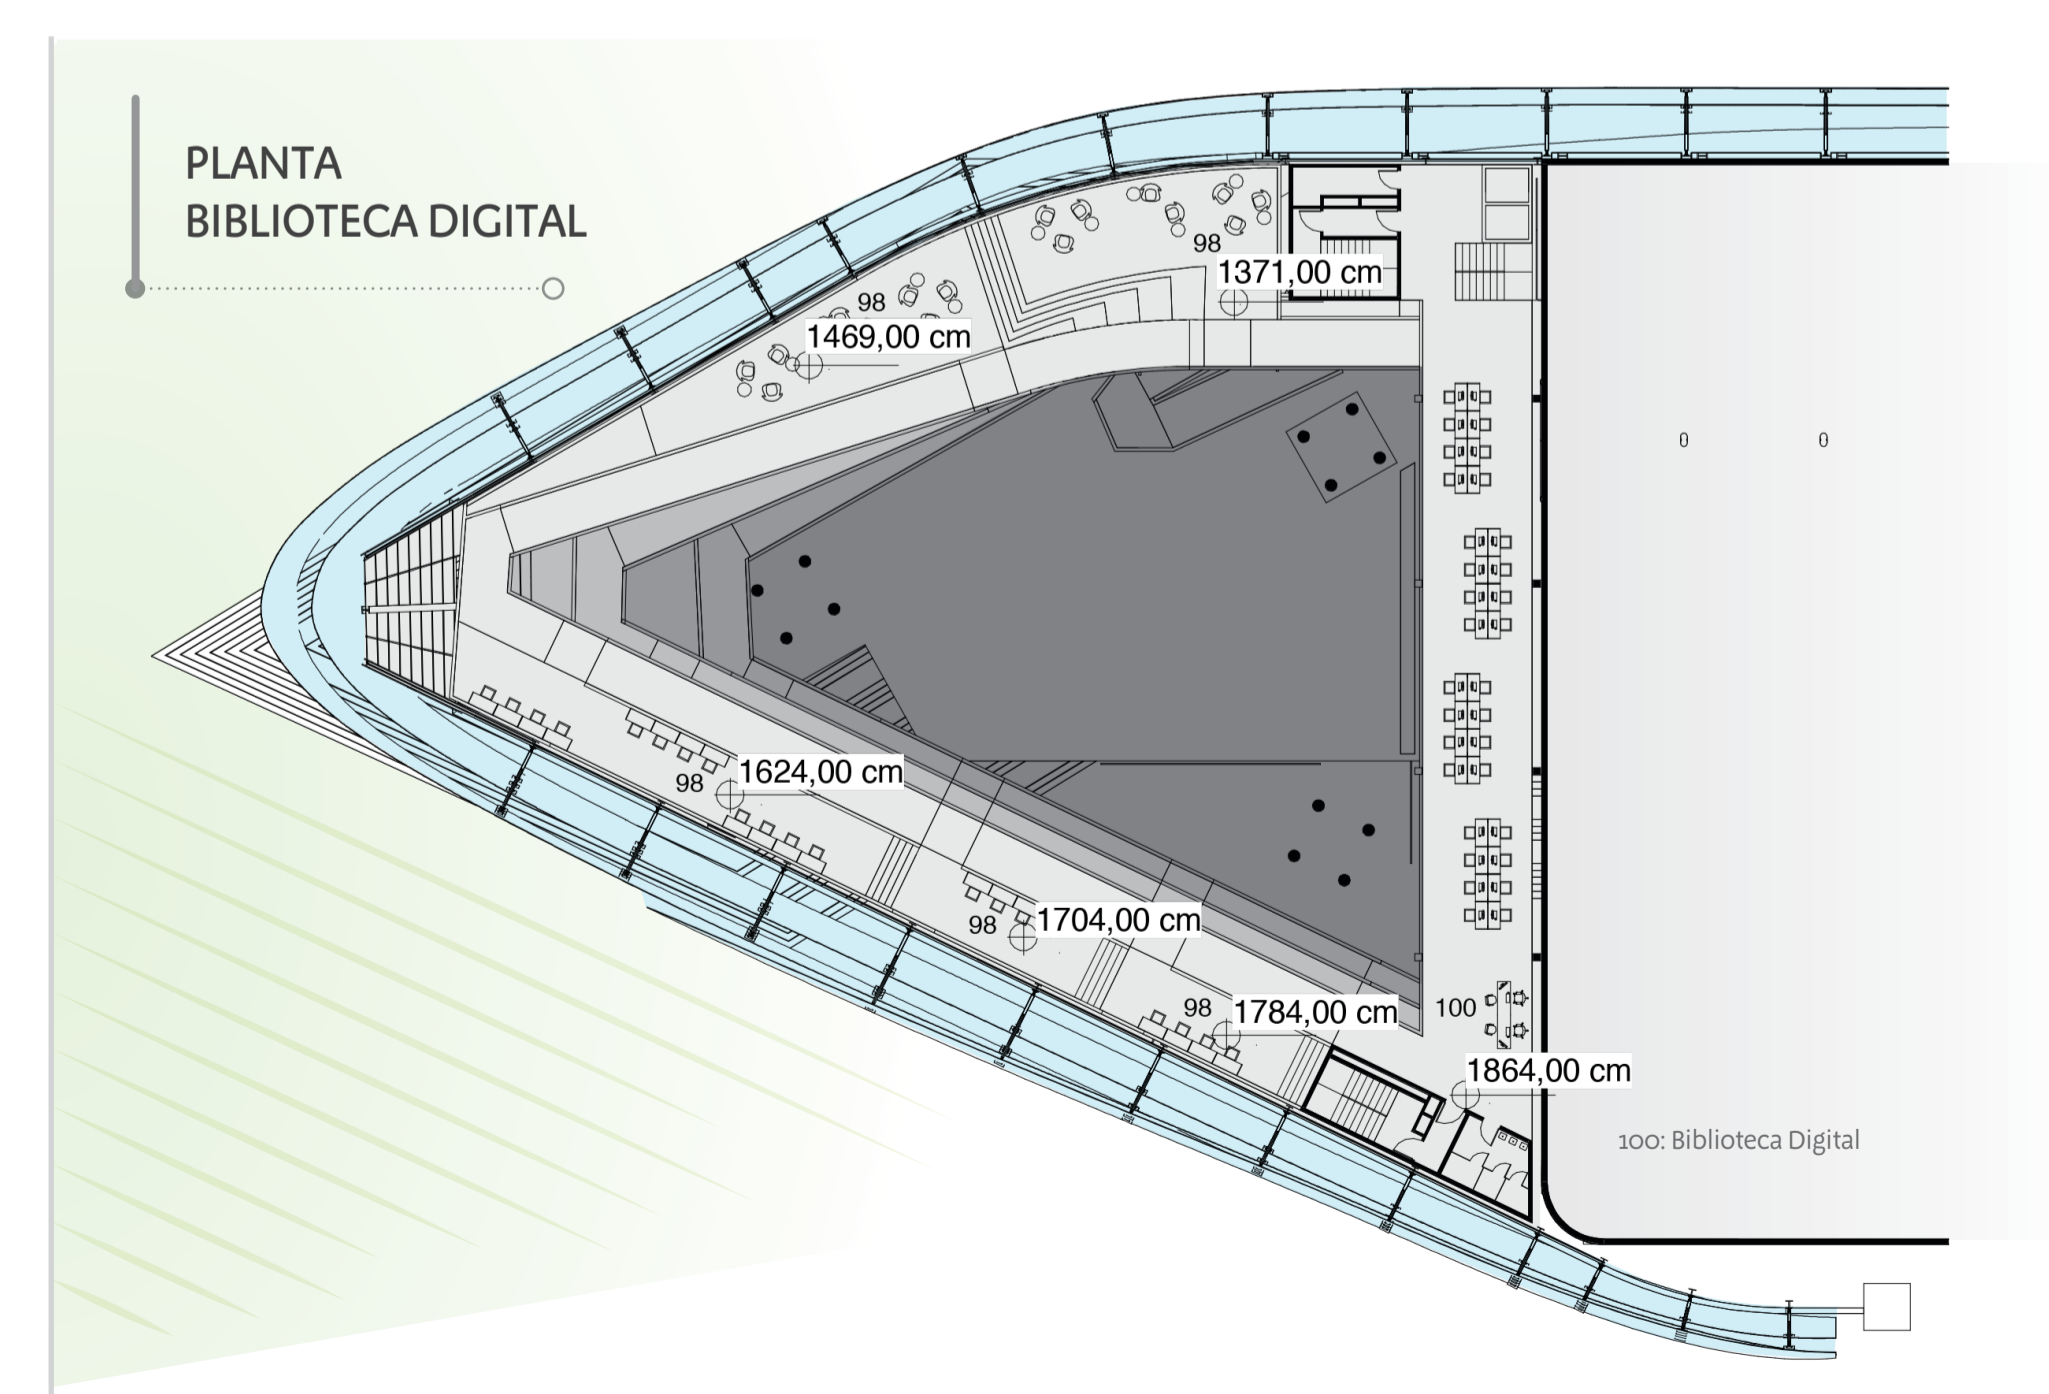 PLANTA
BIBLIOTECA DIGITAL
98
1371,00 cm
98
1469,00 cm
0
0
98
1624,00 cm
98
1704,00 cm
98
1784,00 cm
100
1864,00 cm
100: Biblioteca Digital